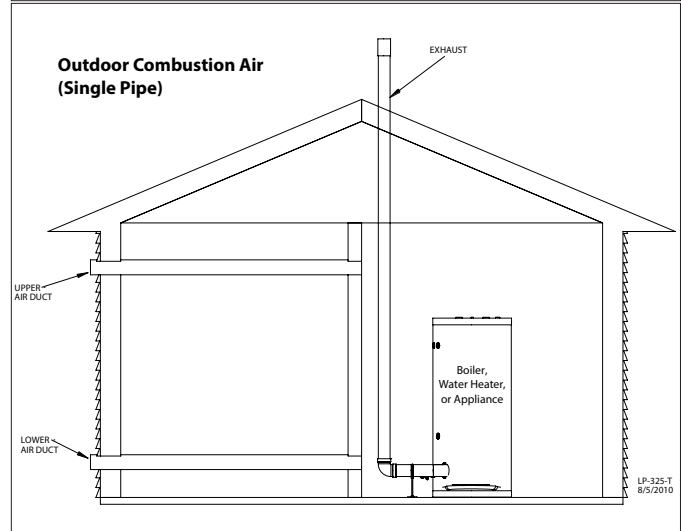 Outdoor Combustion Air
(Single Pipe)
EXHAUST
UPPER
AIR DUCT
Boiler,
Water Heater,
or Appliance
LOWER
AIR DUCT
LP-325-T
8/5/2010